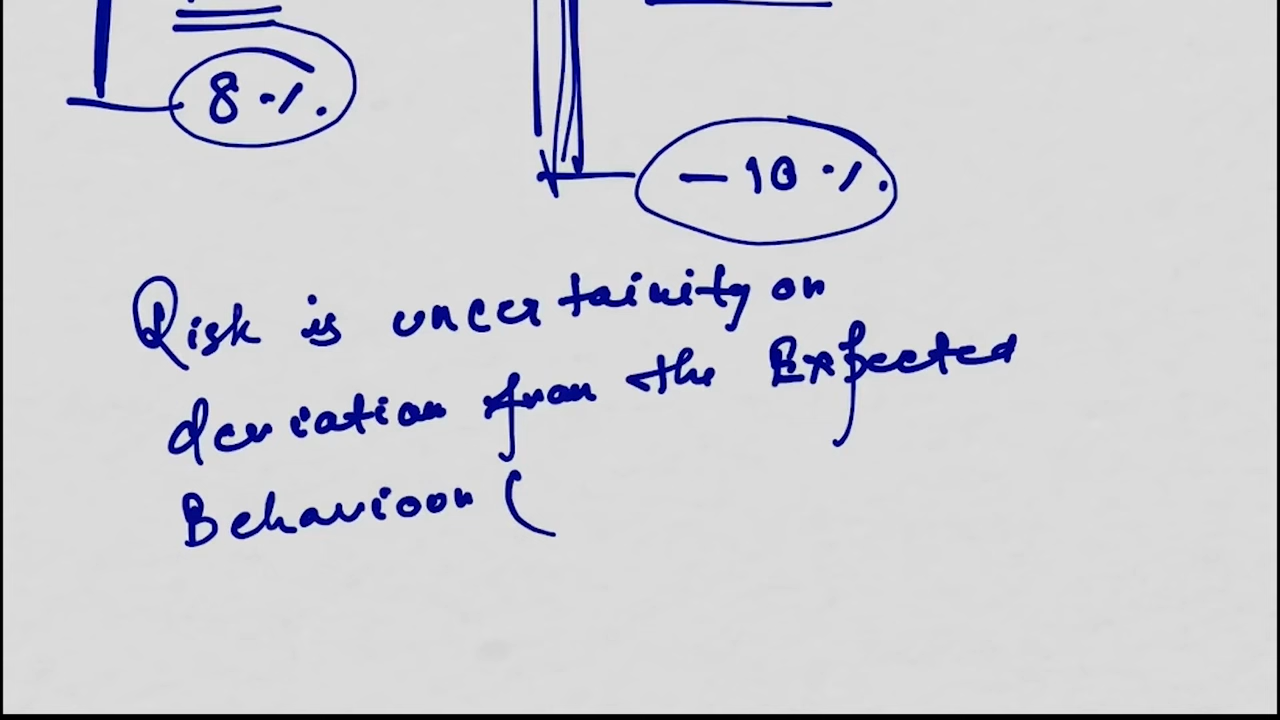 8 %
- 10 %
Risk is uncertainity or
deviation from the Expected
Behaviour (